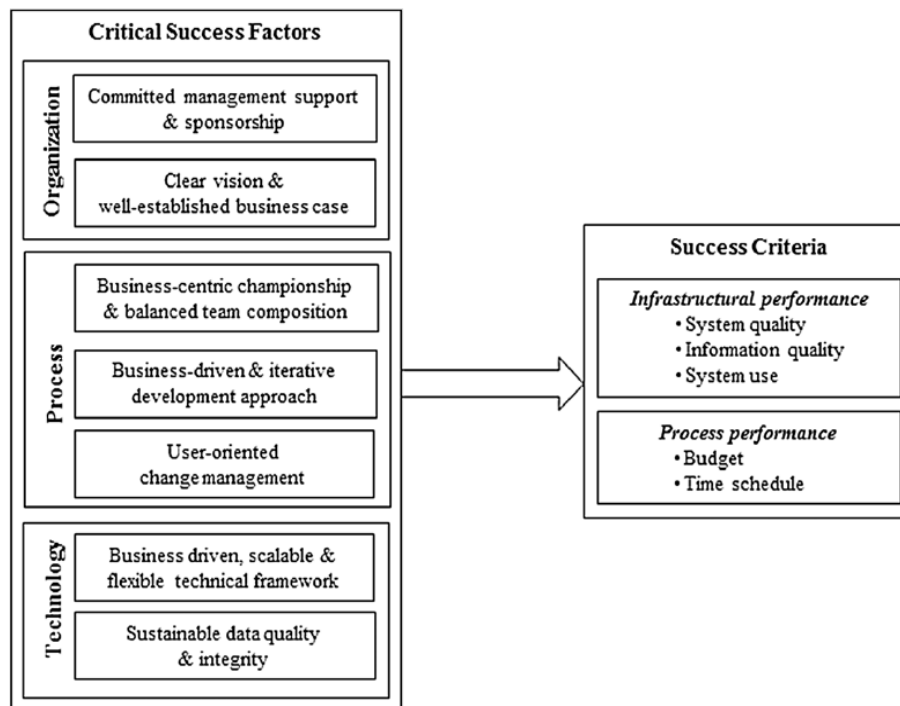 Critical Success Factors
Organization
Committed management support
& sponsorship
Clear vision &
well-established business case
Process
Business-centric championship
& balanced team composition
Business-driven & iterative
development approach
User-oriented
change management
Technology
Business driven, scalable &
flexible technical framework
Sustainable data quality
& integrity
Success Criteria
Infrastructural performance
• System quality
• Information quality
• System use
Process performance
• Budget
• Time schedule